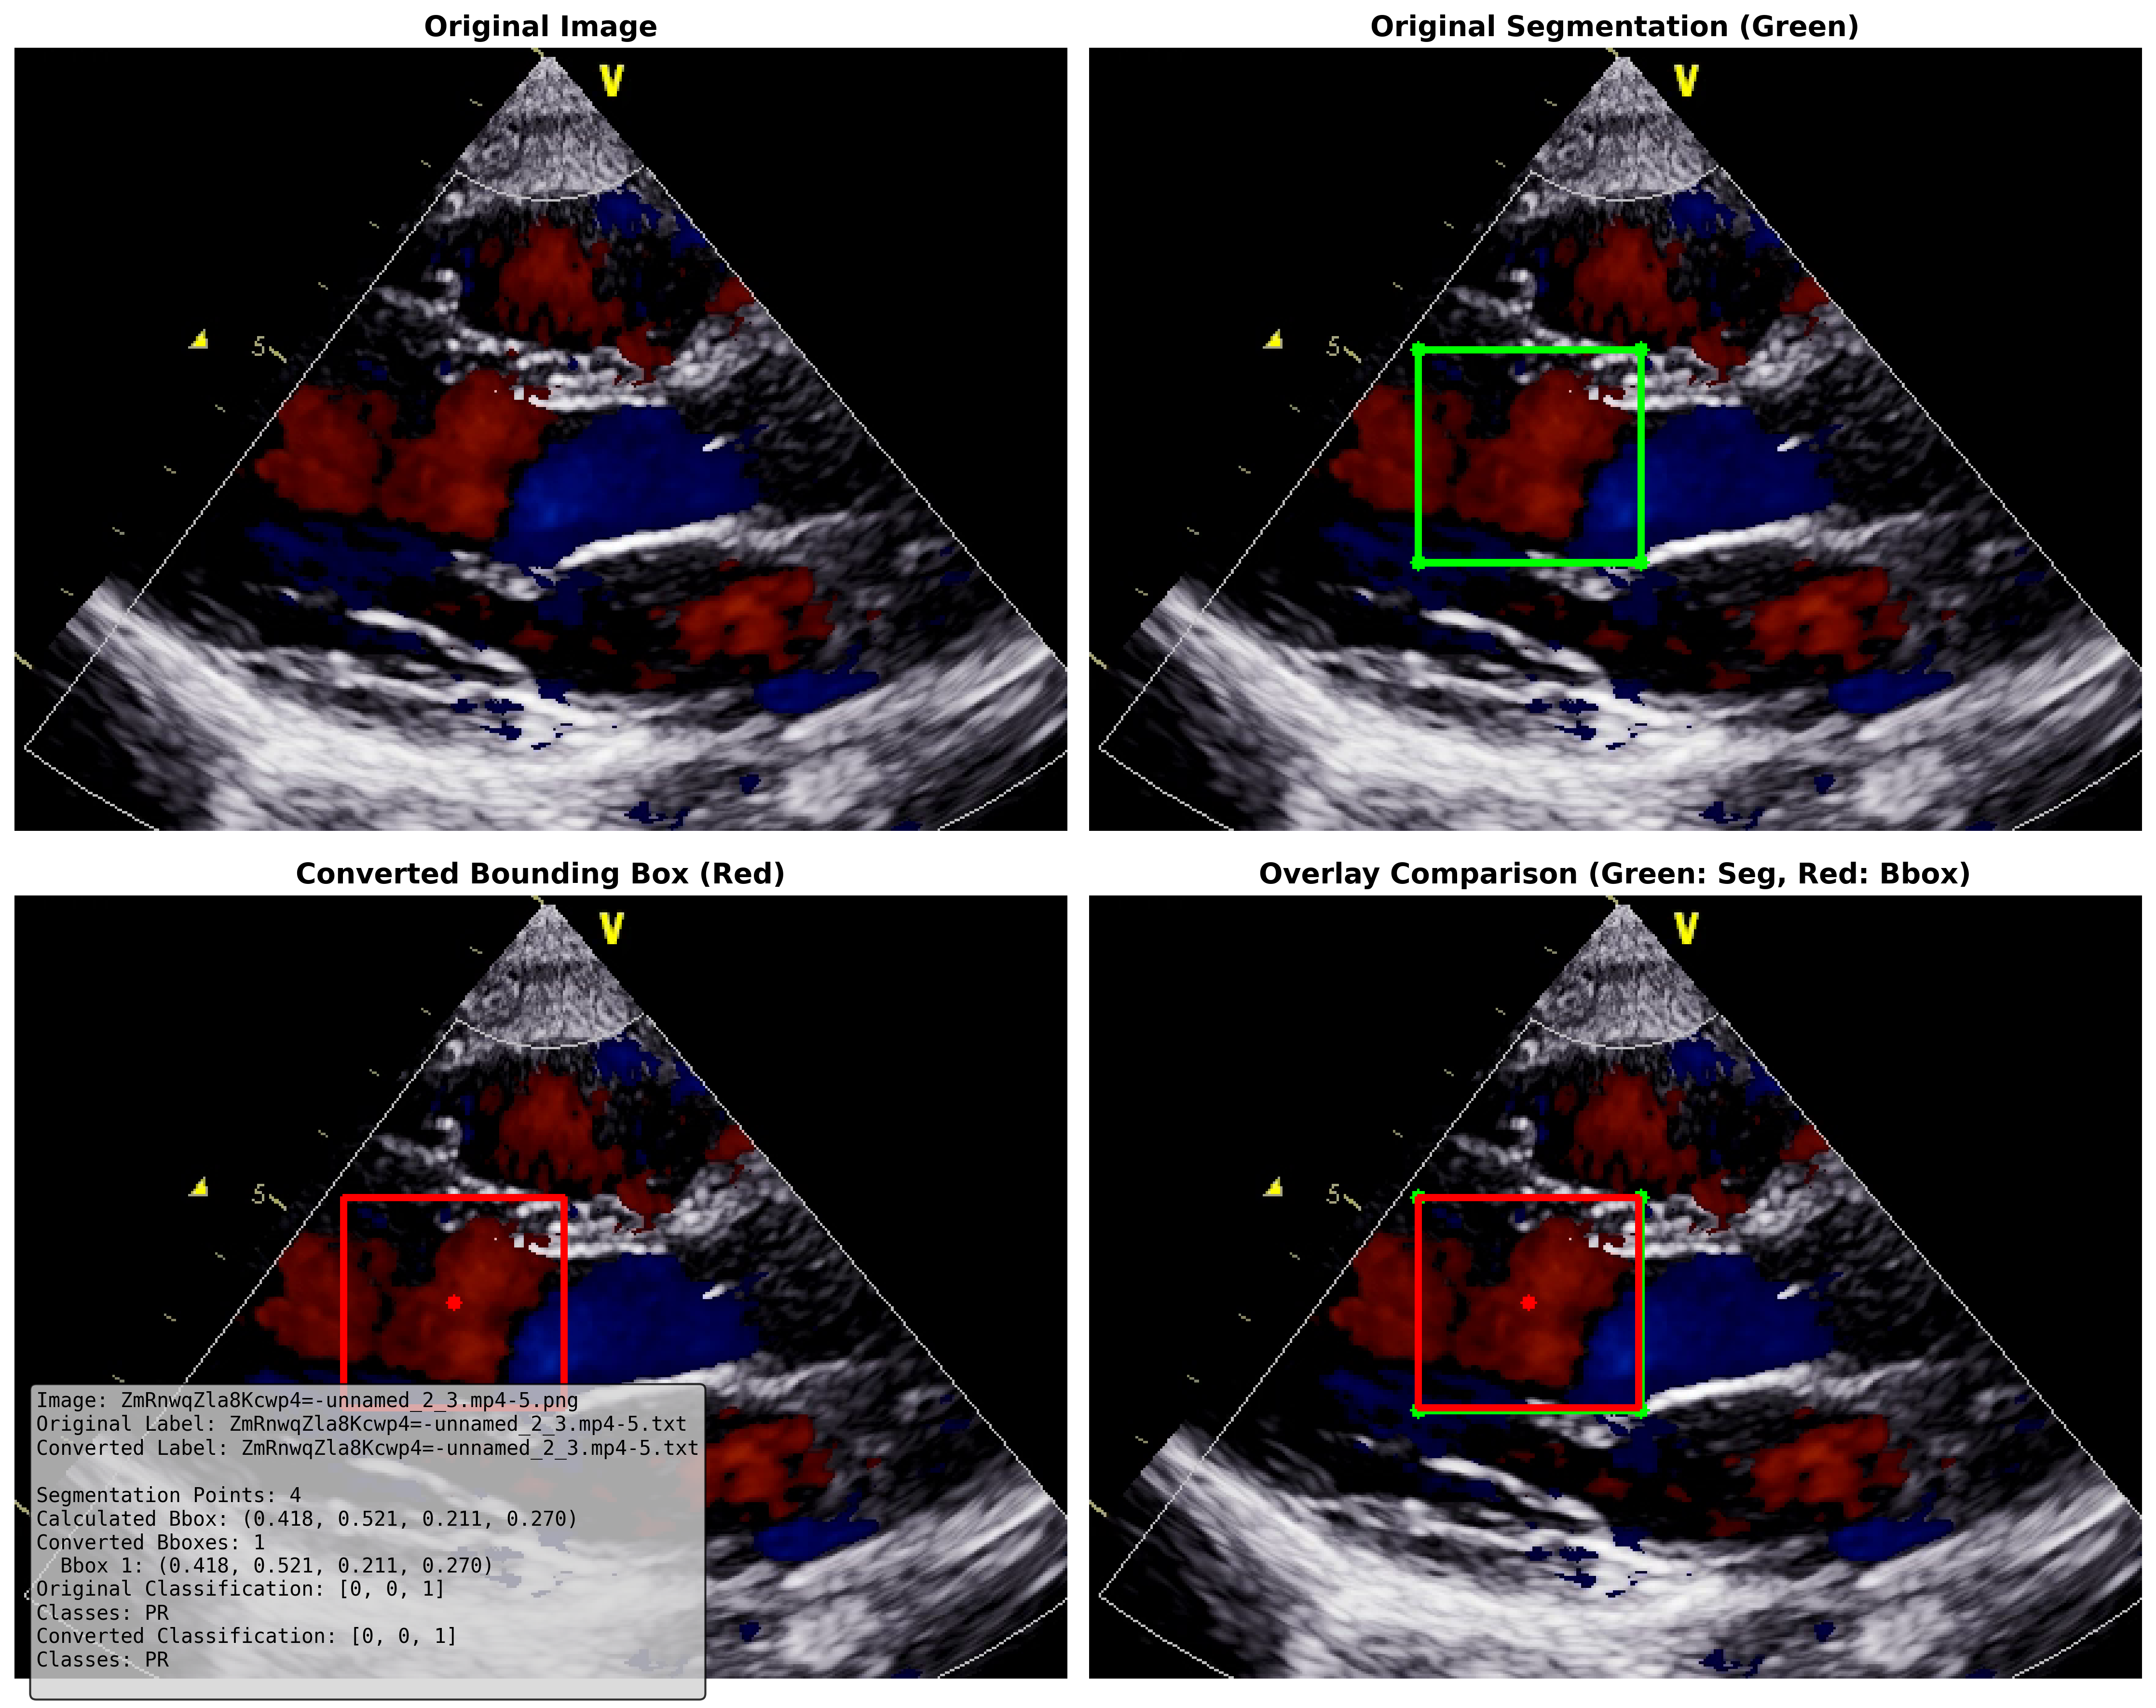 Original Image
Original Segmentation (Green)
V
5
V
5
Converted Bounding Box (Red)
Overlay Comparison (Green: Seg, Red: Bbox)
V
5
V
5
Image: ZmRnwqZla8Kcwp4=-unnamed_2_3.mp4-5.png
Original Label: ZmRnwqZla8Kcwp4=-unnamed_2_3.mp4-5.txt
Converted Label: ZmRnwqZla8Kcwp4=-unnamed_2_3.mp4-5.txt
Segmentation Points: 4
Calculated Bbox: (0.418, 0.521, 0.211, 0.270)
Converted Bboxes: 1
Bbox 1: (0.418, 0.521, 0.211, 0.270)
Original Classification: [0, 0, 1]
Classes: PR
Converted Classification: [0, 0, 1]
Classes: PR